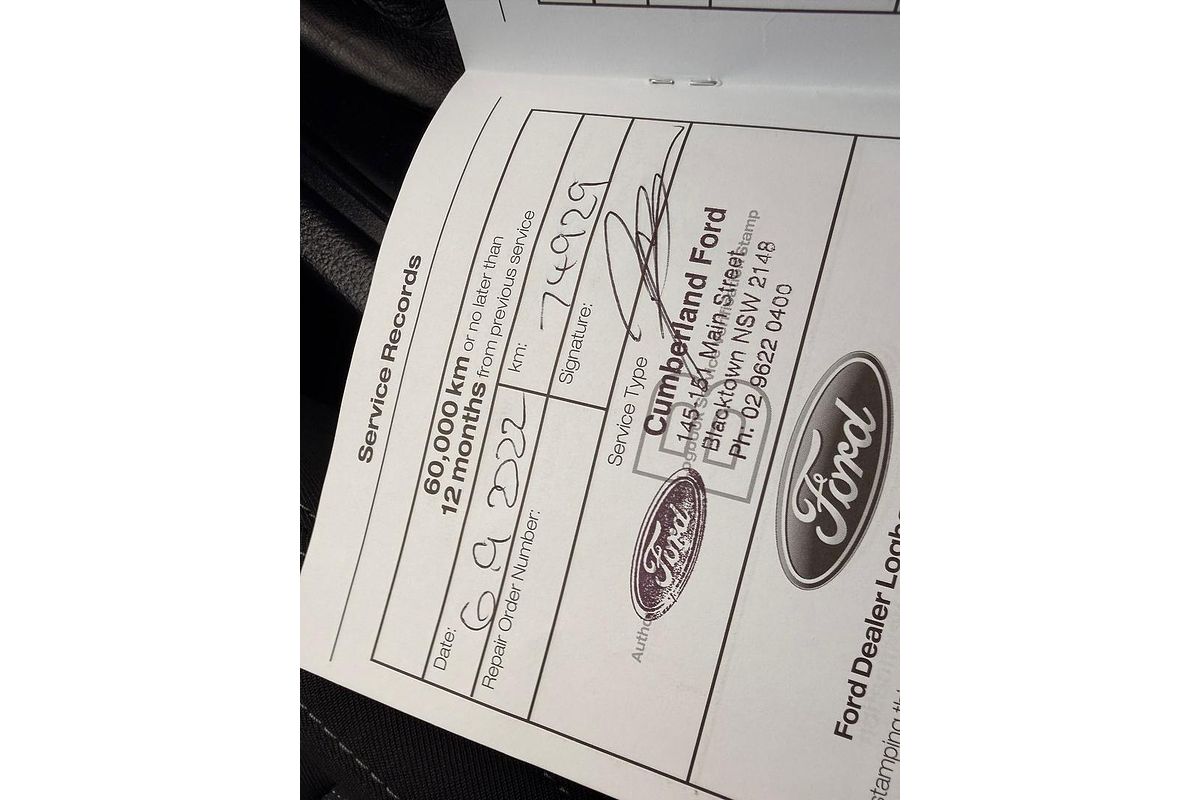 Service Records
60,000 km or no later than
12 months from previous service
Date: 6 9 2022
km: 74929
Repair Order Number:
Signature:
Service Type
B
Cumberland Ford
145-151 Main Street
Blacktown NSW 2148
Ph: 02 9622 0400
Ford
Stamp
Ford
Ford Dealer